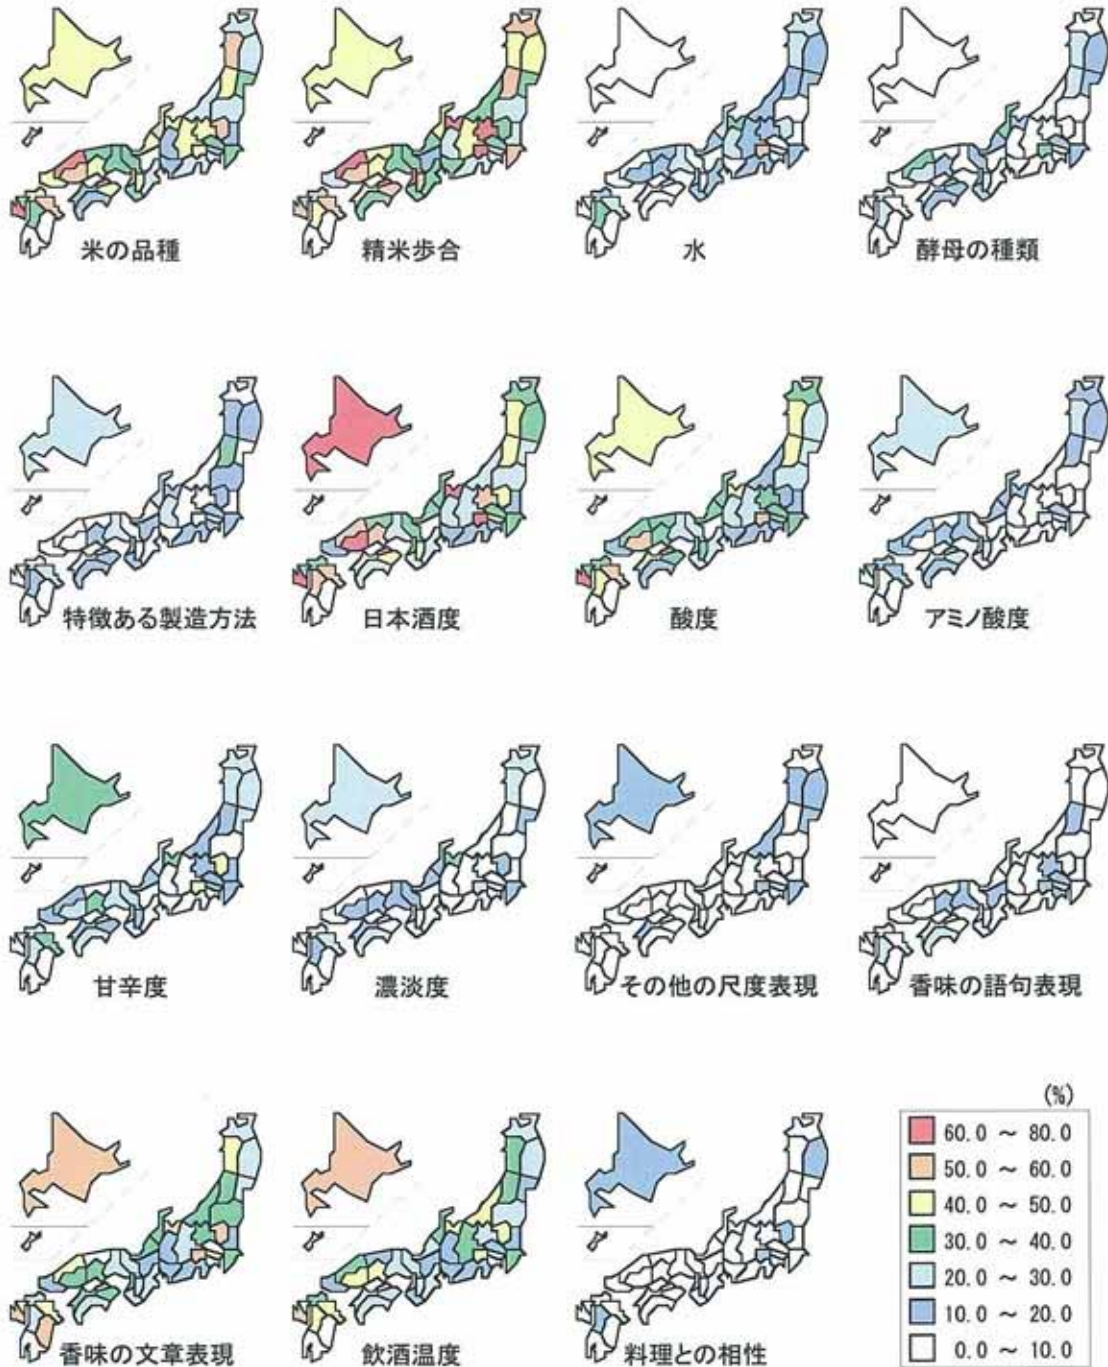 米の品種
精米歩合
水
酵母の種類
特徴ある製造方法
日本酒度
酸度
アミノ酸度
甘辛度
濃淡度
その他の尺度表現
香味の語句表現
香味の文章表現
飲酒温度
料理との相性
(%)
60.0 ～ 80.0
50.0 ～ 60.0
40.0 ～ 50.0
30.0 ～ 40.0
20.0 ～ 30.0
10.0 ～ 20.0
0.0 ～ 10.0